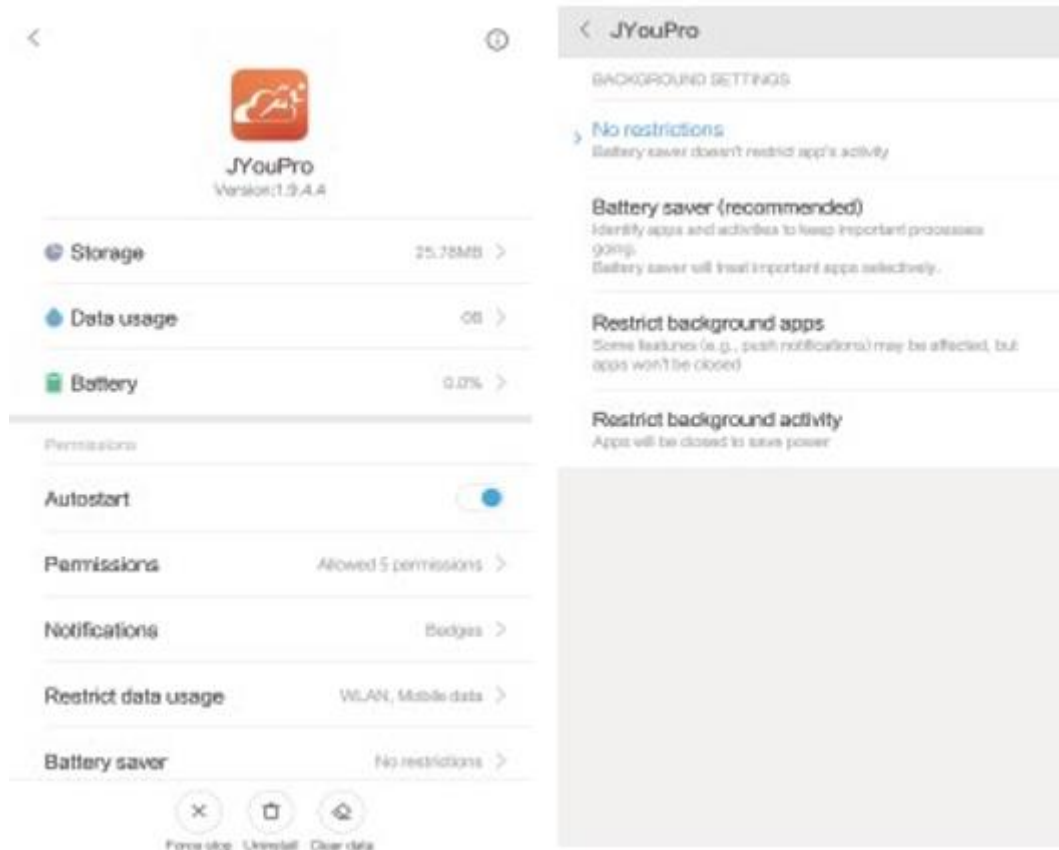 JYouPro
Version:1.9.4.4
Storage 25.78MB
Data usage 0B
Battery 0.0%
Permissions
Autostart
Permissions Allowed 5 permissions
Notifications Badges
Restrict data usage WLAN, Mobile data
Battery saver No restrictions
Force stop Uninstall Clear data
JYouPro
BACKGROUND SETTINGS
No restrictions
Battery saver doesn't restrict app's activity
Battery saver (recommended)
Identify apps and activities to keep important processes
going.
Battery saver will treat important apps selectively.
Restrict background apps
Some features (e.g., push notifications) may be affected, but
apps won't be closed
Restrict background activity
Apps will be closed to save power